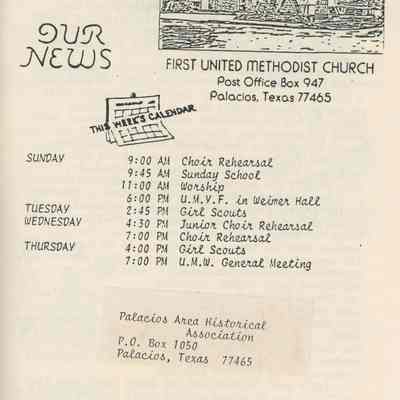 OUR
NEWS
FIRST UNITED METHODIST CHURCH
Post Office Box 947
Palacios, Texas 77465
THIS WEEK'S CALENDAR
SUNDAY 9:00 AM Choir Rehearsal
9:45 AM Sunday School
11:00 AM Worship
6:00 PM U.M.Y.F. in Weimer Hall
TUESDAY 2:45 PM Girl Scouts
WEDNESDAY 4:30 PM Junior Choir Rehearsal
7:00 PM Choir Rehearsal
THURSDAY 4:00 PM Girl Scouts
7:00 PM U.M.W. General Meeting
Palacios Area Historical
Association
P.O. Box 1050
Palacios, Texas 77465